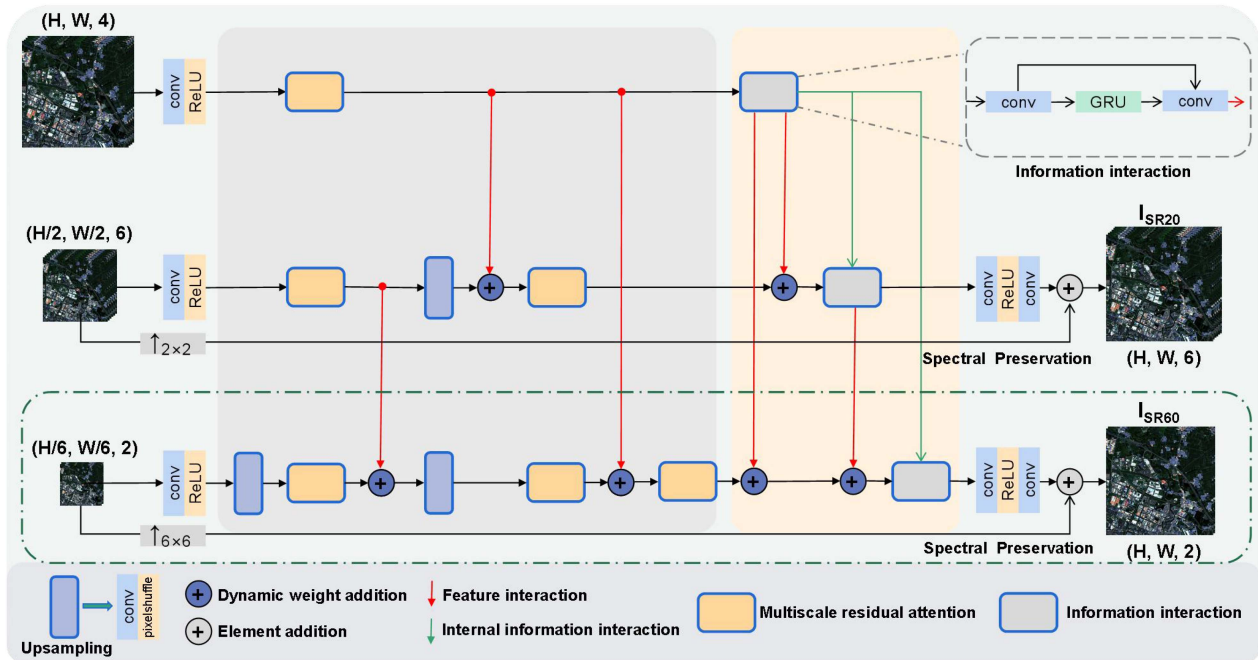 (H, W, 4)
conv
ReLU
conv
GRU
conv
Information interaction
(H/2, W/2, 6)
conv
ReLU
I_SR20
conv
ReLU
conv
↑2×2
Spectral Preservation
(H, W, 6)
(H/6, W/6, 2)
conv
ReLU
I_SR60
conv
ReLU
conv
↑6×6
Spectral Preservation
(H, W, 2)
conv
pixelshuffle
Upsampling
Dynamic weight addition
Element addition
Feature interaction
Internal information interaction
Multiscale residual attention
Information interaction